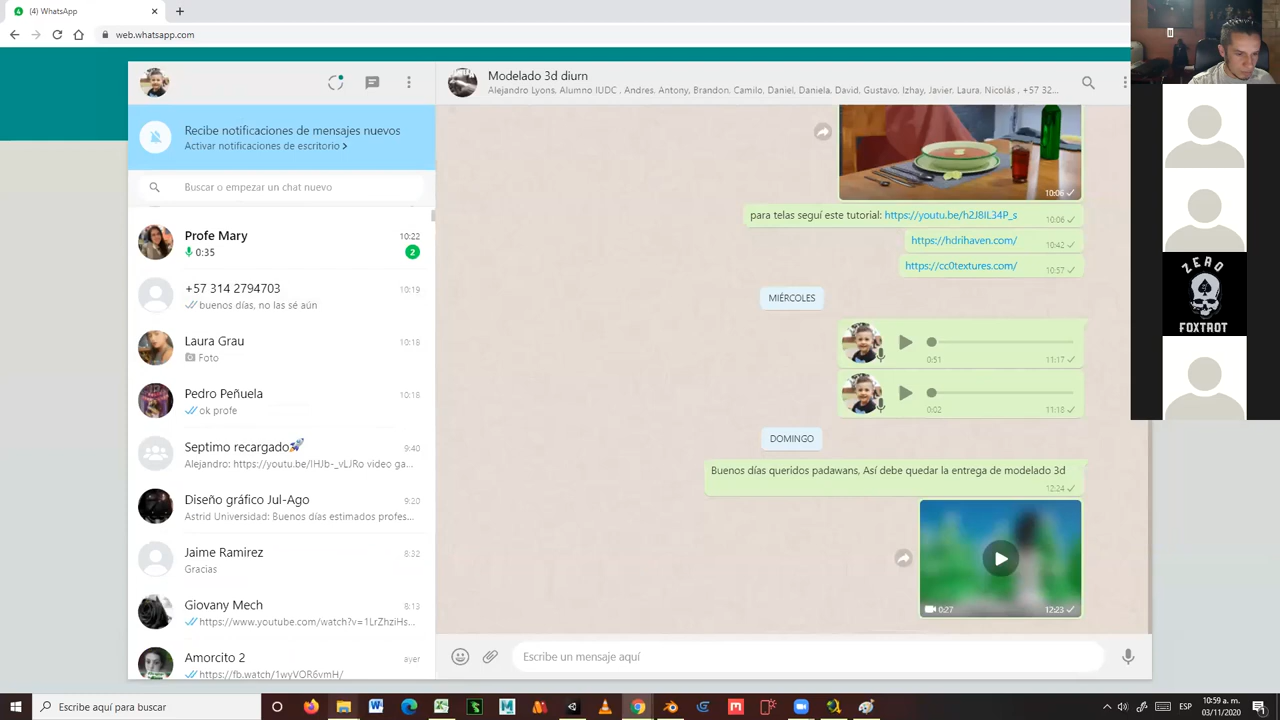 (4) WhatsApp
web.whatsapp.com
Modelado 3d diurn
Alejandro Lyons, Alumno IUDC , Andres, Antony, Brandon, Camilo, Daniel, Daniela, David, Gustavo, Izhay, Javier, Laura, Nicolás , +57 32...
Recibe notificaciones de mensajes nuevos
Activar notificaciones de escritorio
Buscar o empezar un chat nuevo
Profe Mary 10:22
0:35 2
+57 314 2794703 10:19
buenos días, no las sé aún
Laura Grau 10:18
Foto
Pedro Peñuela 10:18
ok profe
Septimo recargado🚀 9:40
Alejandro: https://youtu.be/IHJb-_vLJRo video ga...
Diseño gráfico Jul-Ago 9:20
Astrid Universidad: Buenos días estimados profes...
Jaime Ramirez 8:32
Gracias
Giovany Mech 8:13
https://www.youtube.com/watch?v=1LrZhziHs...
Amorcito 2 ayer
https://fb.watch/1wyVOR6vmH/
10:06
para telas seguí este tutorial: https://youtu.be/h2J8IL34P_s 10:06
https://hdrihaven.com/ 10:42
https://cc0textures.com/ 10:57
MIÉRCOLES
0:51 11:17
0:02 11:18
DOMINGO
Buenos días queridos padawans, Así debe quedar la entrega de modelado 3d
12:24
0:27 12:23
Escribe un mensaje aquí
ZERO
FOXTROT
Escribe aquí para buscar
ESP
10:59 a. m.
03/11/2020